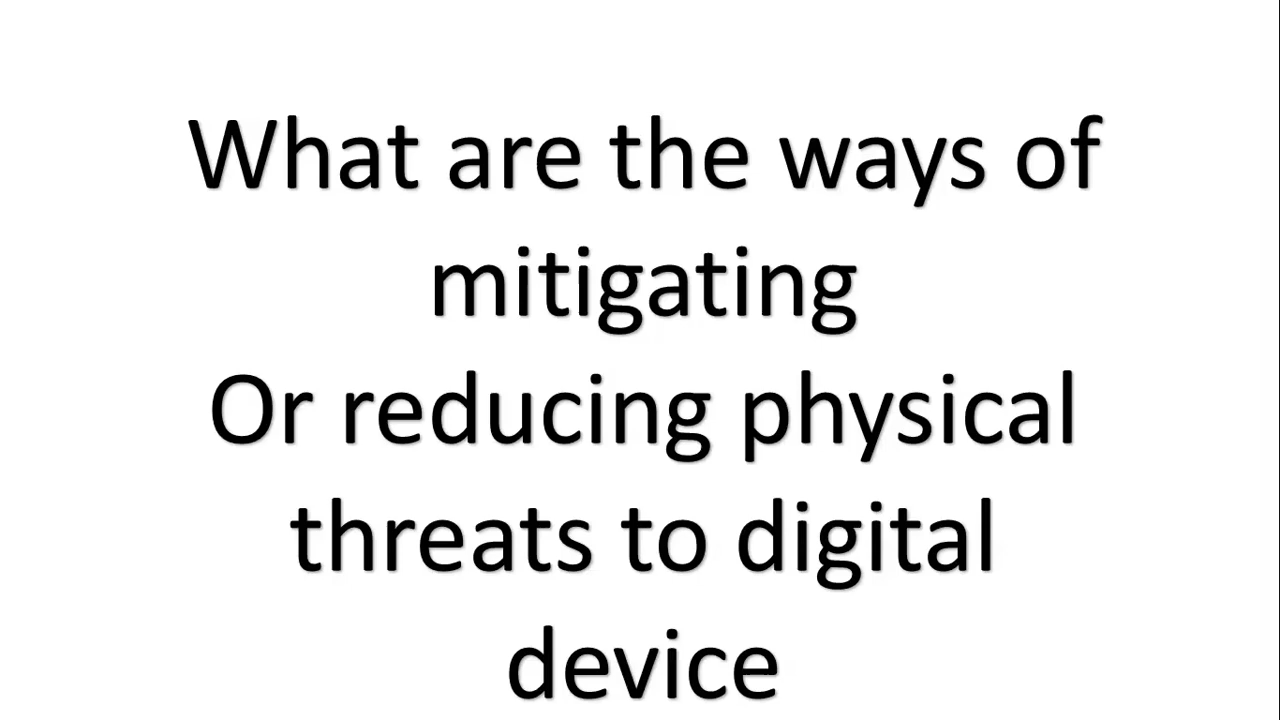 What are the ways of
mitigating
Or reducing physical
threats to digital
device